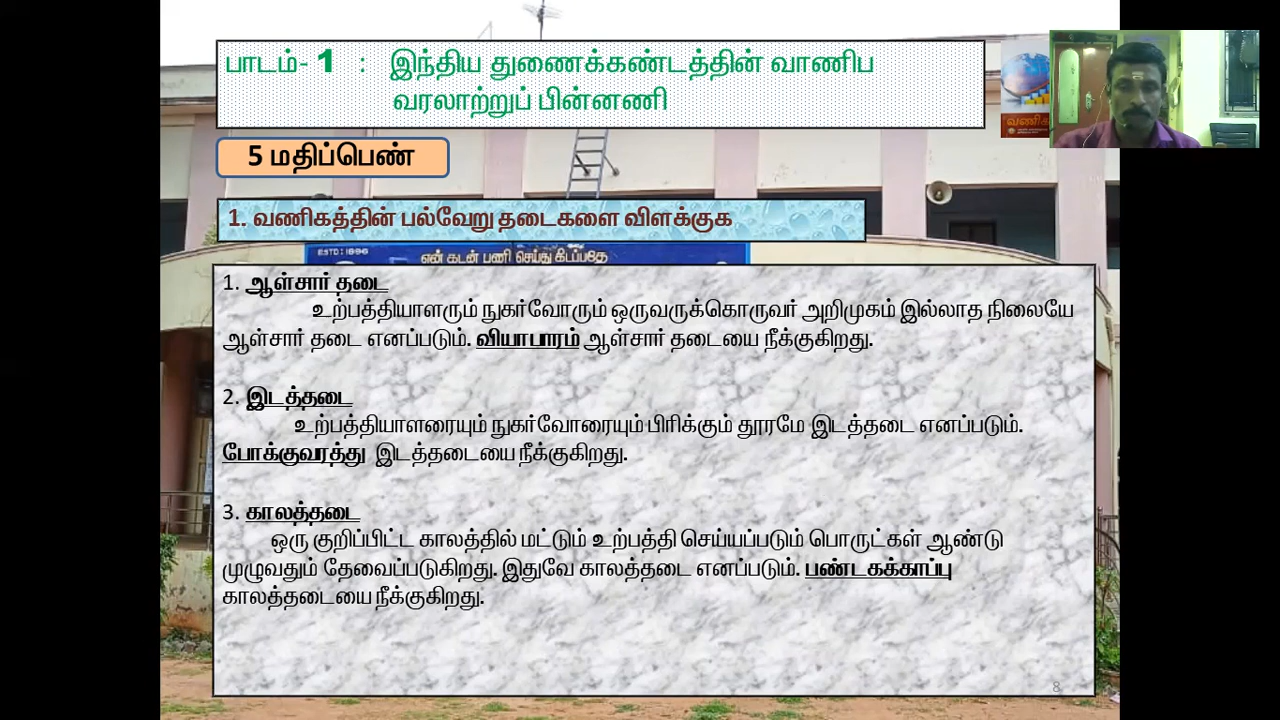 பாடம்- 1 : இந்திய துணைக்கண்டத்தின் வாணிப
வரலாற்றுப் பின்னணி
வணிக
5 மதிப்பெண்
1. வணிகத்தின் பல்வேறு தடைகளை விளக்குக
ESTD: 1896
என் கடன் பணி செய்து கிடப்பதே
1. ஆள்சார் தடை
உற்பத்தியாளரும் நுகர்வோரும் ஒருவருக்கொருவர் அறிமுகம் இல்லாத நிலையே
ஆள்சார் தடை எனப்படும். வியாபாரம் ஆள்சார் தடையை நீக்குகிறது.
2. இடத்தடை
உற்பத்தியாளரையும் நுகர்வோரையும் பிரிக்கும் தூரமே இடத்தடை எனப்படும்.
போக்குவரத்து இடத்தடையை நீக்குகிறது.
3. காலத்தடை
ஒரு குறிப்பிட்ட காலத்தில் மட்டும் உற்பத்தி செய்யப்படும் பொருட்கள் ஆண்டு
முழுவதும் தேவைப்படுகிறது. இதுவே காலத்தடை எனப்படும். பண்டகக்காப்பு
காலத்தடையை நீக்குகிறது.
8